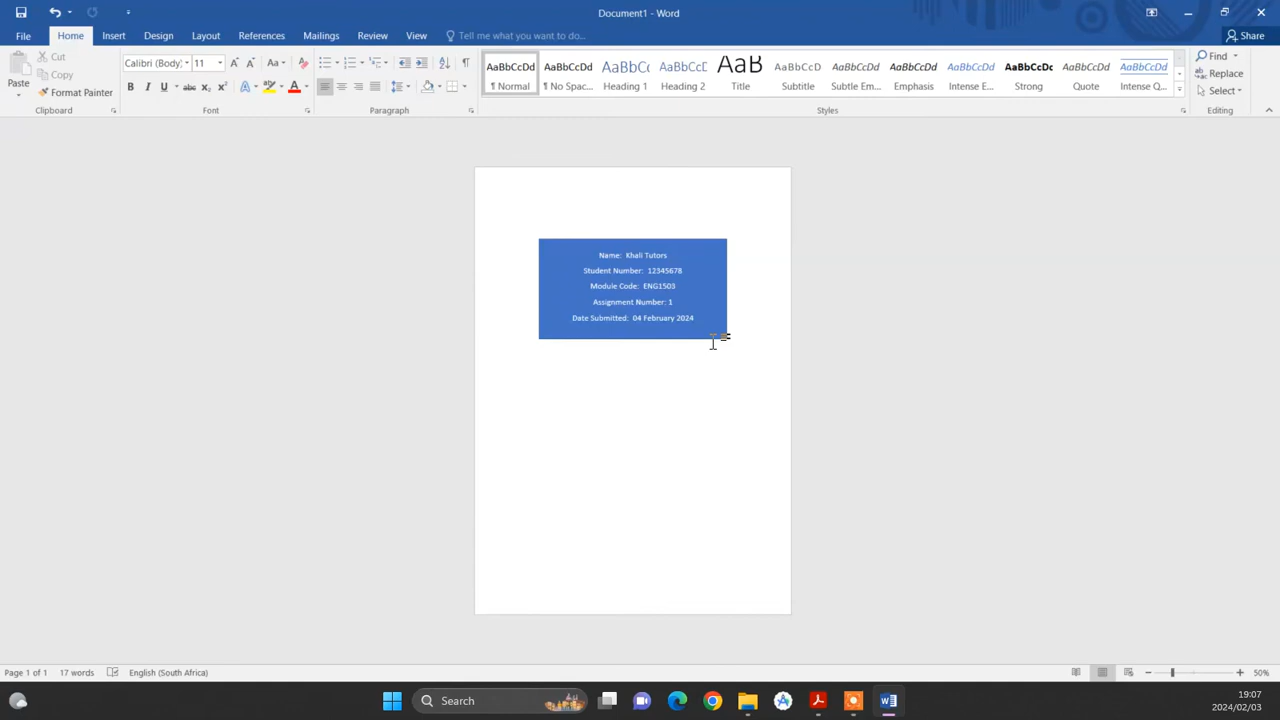 Document1 - Word
File Home Insert Design Layout References Mailings Review View Tell me what you want to do... Share
Paste
Cut
Copy
Format Painter
Clipboard
Calibri (Body) 11
Font
Paragraph
AaBbCcDd AaBbCcDd AaBbCc AaBbCcD AaB AaBbCcD AaBbCcDd AaBbCcDd AaBbCcDd AaBbCcDc AaBbCcDd AaBbCcDd
¶ Normal ¶ No Spac... Heading 1 Heading 2 Title Subtitle Subtle Em... Emphasis Intense E... Strong Quote Intense Q...
Styles
Find
Replace
Select
Editing
Name: Khali Tutors
Student Number: 12345678
Module Code: ENG1503
Assignment Number: 1
Date Submitted: 04 February 2024
Page 1 of 1 17 words English (South Africa) 50%
Search
19:07
2024/02/03